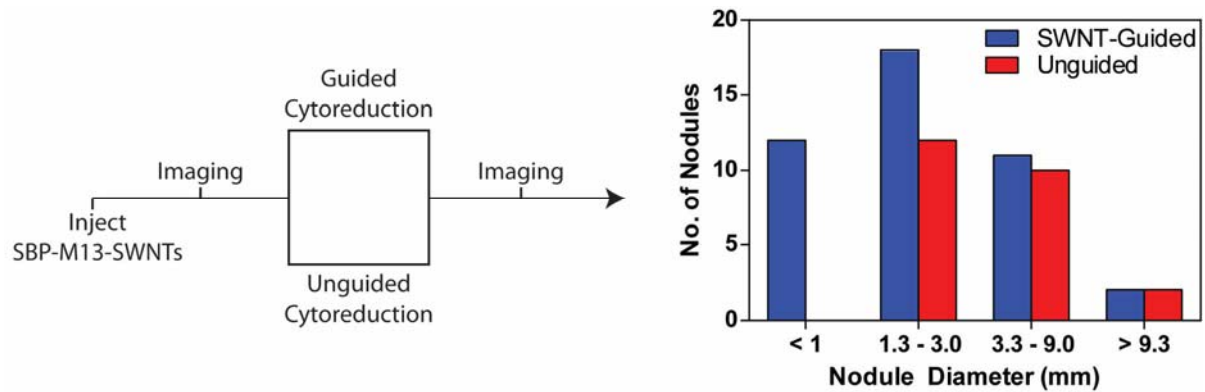 Guided
Cytoreduction
Imaging
Imaging
Inject
SBP-M13-SWNTs
Unguided
Cytoreduction
No. of Nodules
20
15
10
5
0
SWNT-Guided
Unguided
< 1
1.3 - 3.0
3.3 - 9.0
> 9.3
Nodule Diameter (mm)